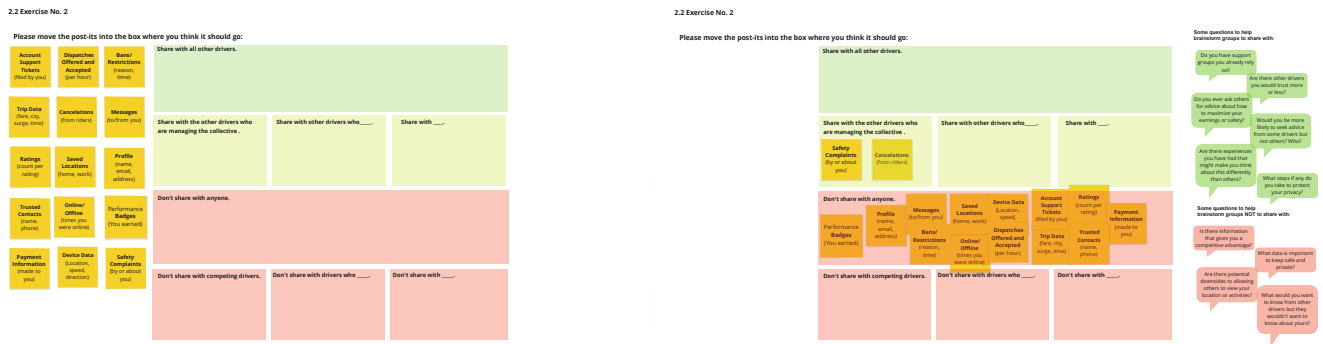 2.2 Exercise No. 2
Please move the post-its into the box where you think it should go:
Account
Support
Tickets
(filed by you)
Dispatches
Offered and
Accepted
(per hour)
Bans/
Restrictions
(reason,
time)
Trip Data
(fare, city,
surge, time)
Cancelations
(from riders)
Messages
(to/from you)
Ratings
(count per
rating)
Saved
Locations
(home, work)
Profile
(name,
email,
address)
Trusted
Contacts
(name,
phone)
Online/
Offline
(times you
were online)
Performance
Badges
(You earned)
Payment
Information
(made to
you)
Device Data
(Location,
speed,
direction)
Safety
Complaints
(by or about
you)
Share with all other drivers.
Share with the other drivers who
are managing the collective .
Share with other drivers who____.
Share with ___.
Don't share with anyone.
Don't share with competing drivers.
Don't share with drivers who ____.
Don't share with ___.
2.2 Exercise No. 2
Please move the post-its into the box where you think it should go:
Share with all other drivers.
Share with the other drivers who
are managing the collective .
Share with other drivers who____.
Share with ___.
Safety
Complaints
(by or about
you)
Cancelations
(from riders)
Don't share with anyone.
Performance
Badges
(You earned)
Profile
(name,
email,
address)
Messages
(to/from you)
Bans/
Restrictions
(reason,
time)
Saved
Locations
(home, work)
Online/
Offline
(times you
were online)
Device Data
(Location,
speed,
Dispatches
Offered and
Accepted
(per hour)
Account
Support
Tickets
(filed by you)
Trip Data
(fare, city,
surge, time)
Ratings
(count per
rating)
Trusted
Contacts
(name,
phone)
Payment
Information
(made to
you)
Don't share with competing drivers.
Don't share with drivers who ____.
Don't share with ___.
Some questions to help
brainstorm groups to share with:
Do you have support
groups you already rely
on?
Are there other drivers
you would trust more
or less?
Do you ever ask others
for advice about how
to maximize your
earnings or safety?
Would you be more
likely to seek advice
from some drivers but
not others? Who?
Are there experiences
you have had that
might make you think
about this differently
than others?
What steps if any do
you take to protect
your privacy?
Some questions to help
brainstorm groups NOT to share with:
Is there information
that gives you a
competitive advantage?
What data is important
to keep safe and
private?
Are there potential
downsides to allowing
others to view your
location or activities?
What would you want
to know from other
drivers but they
wouldn't want to
know about yours?